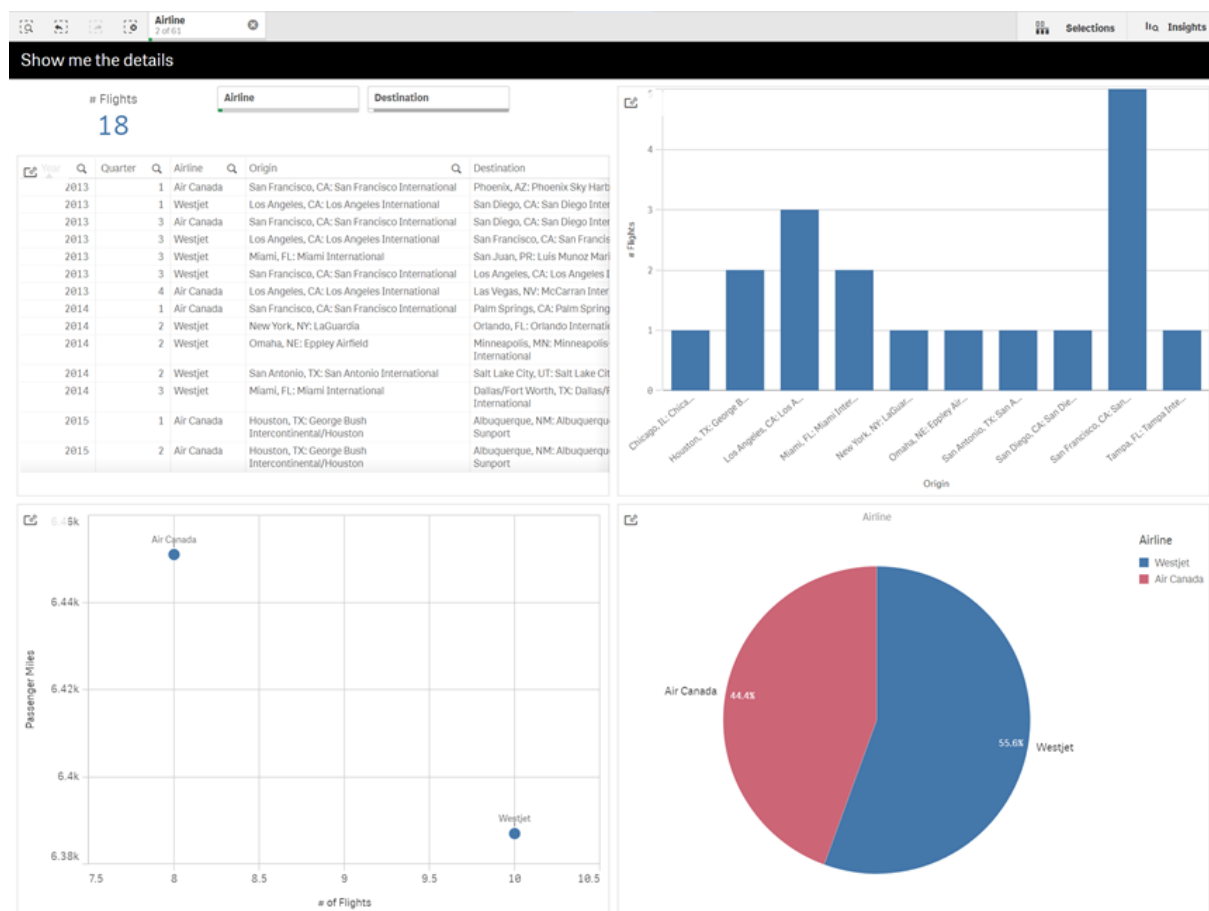 Airline
2 of 61
Selections
Insights
Show me the details
# Flights
18
Airline
Destination
Year Quarter Airline Origin Destination
2013 1 Air Canada San Francisco, CA: San Francisco International Phoenix, AZ: Phoenix Sky Harb
2013 1 Westjet Los Angeles, CA: Los Angeles International San Diego, CA: San Diego Inter
2013 3 Air Canada San Francisco, CA: San Francisco International San Diego, CA: San Diego Inter
2013 3 Westjet Los Angeles, CA: Los Angeles International San Francisco, CA: San Francis
2013 3 Westjet Miami, FL: Miami International San Juan, PR: Luis Munoz Mari
2013 3 Westjet San Francisco, CA: San Francisco International Los Angeles, CA: Los Angeles I
2013 4 Air Canada Los Angeles, CA: Los Angeles International Las Vegas, NV: McCarran Inter
2014 1 Air Canada San Francisco, CA: San Francisco International Palm Springs, CA: Palm Spring
2014 2 Westjet New York, NY: LaGuardia Orlando, FL: Orlando Internatio
2014 2 Westjet Omaha, NE: Eppley Airfield Minneapolis, MN: Minneapolis-
International
2014 2 Westjet San Antonio, TX: San Antonio International Salt Lake City, UT: Salt Lake Cit
2014 3 Westjet Miami, FL: Miami International Dallas/Fort Worth, TX: Dallas/F
International
2015 1 Air Canada Houston, TX: George Bush Albuquerque, NM: Albuquerqu
Intercontinental/Houston Sunport
2015 2 Air Canada Houston, TX: George Bush Albuquerque, NM: Albuquerqu
Intercontinental/Houston Sunport
5
4
3
2
1
0
# Flights
Chicago, IL: Chica...
Houston, TX: George B...
Los Angeles, CA: Los A...
Miami, FL: Miami Inter...
New York, NY: LaGuar...
Omaha, NE: Eppley Air...
San Antonio, TX: San A...
San Diego, CA: San Die...
San Francisco, CA: San...
Tampa, FL: Tampa Inte...
Origin
6.46k
Air Canada
6.44k
6.42k
6.4k
6.38k
Passenger Miles
Westjet
7.5 8 8.5 9 9.5 10 10.5
# of Flights
Airline
Airline
Westjet
Air Canada
Air Canada
44.4%
55.6%
Westjet